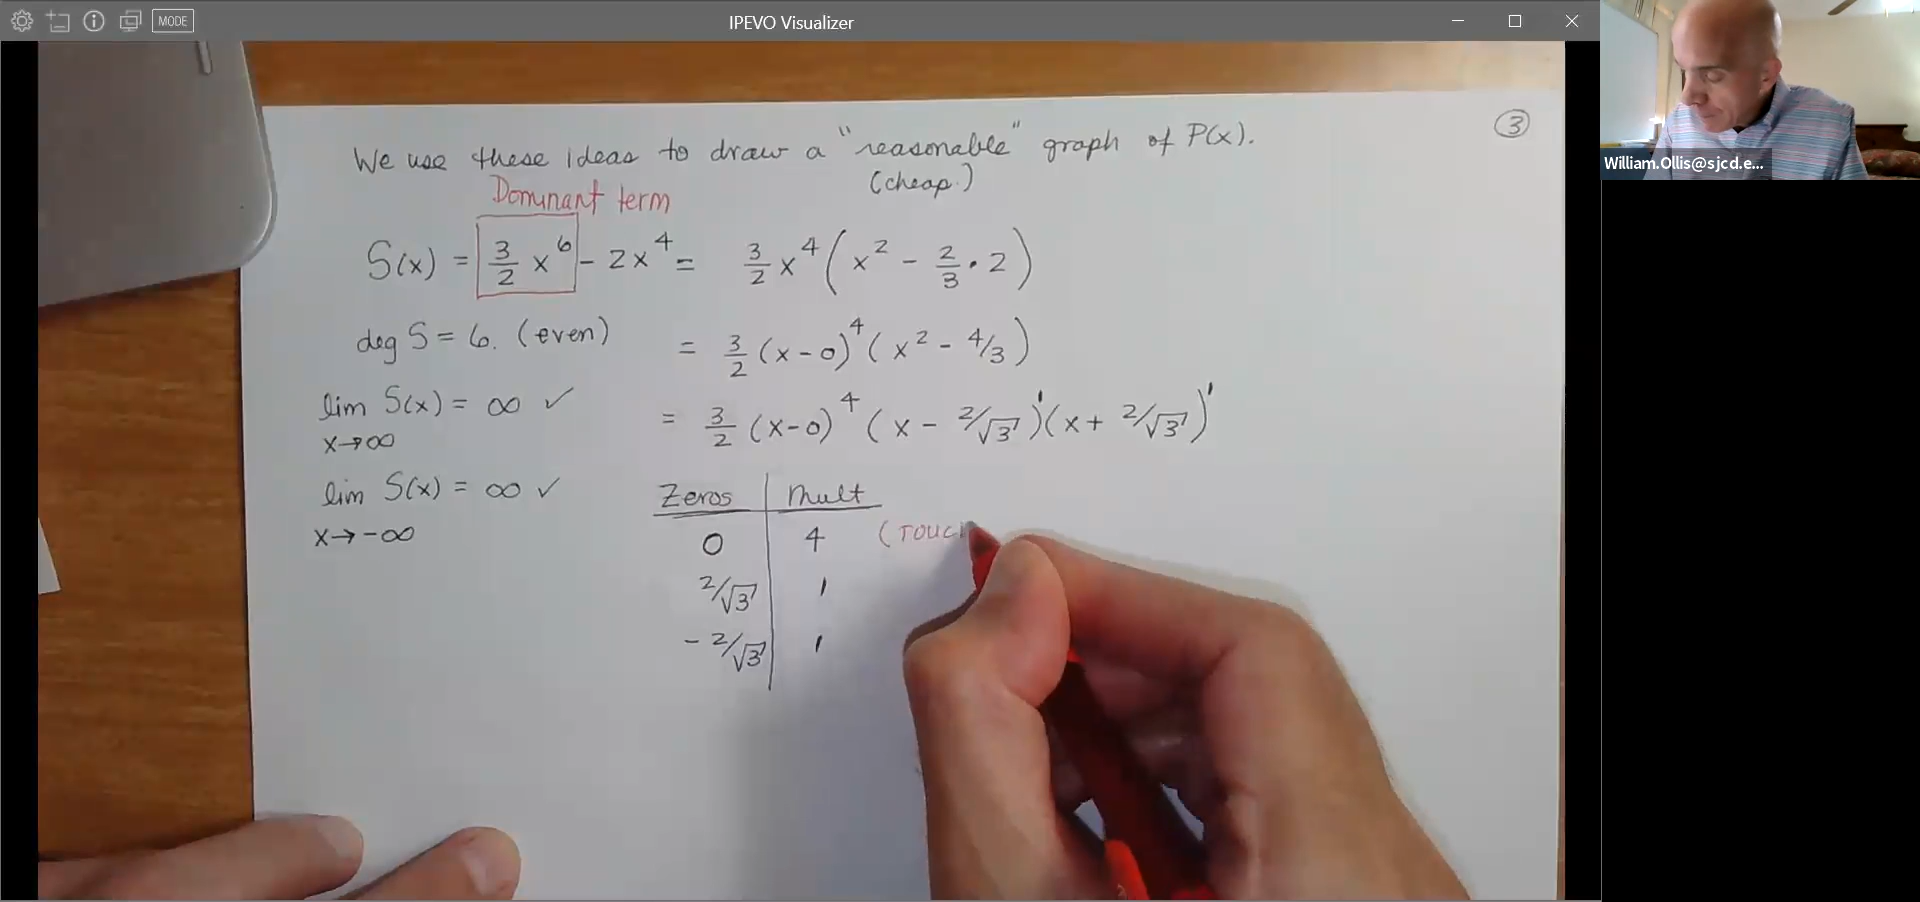 MODE
IPEVO Visualizer
William.Ollis@sjcd.e...
③
We use these ideas to draw a "reasonable" graph of P(x).
(cheap.)
Dominant term
S(x) = 3/2 x^6 - 2x^4 = 3/2 x^4 (x^2 - 2/3 · 2)
deg S = 6. (even)
= 3/2 (x-0)^4 (x^2 - 4/3)
lim S(x) = ∞ ✓
x→∞
= 3/2 (x-0)^4 (x - 2/√3)^1 (x + 2/√3)^1
lim S(x) = ∞ ✓
x→-∞
Zeros | Mult
0 | 4 (TOUC
2/√3 | 1
- 2/√3 | 1